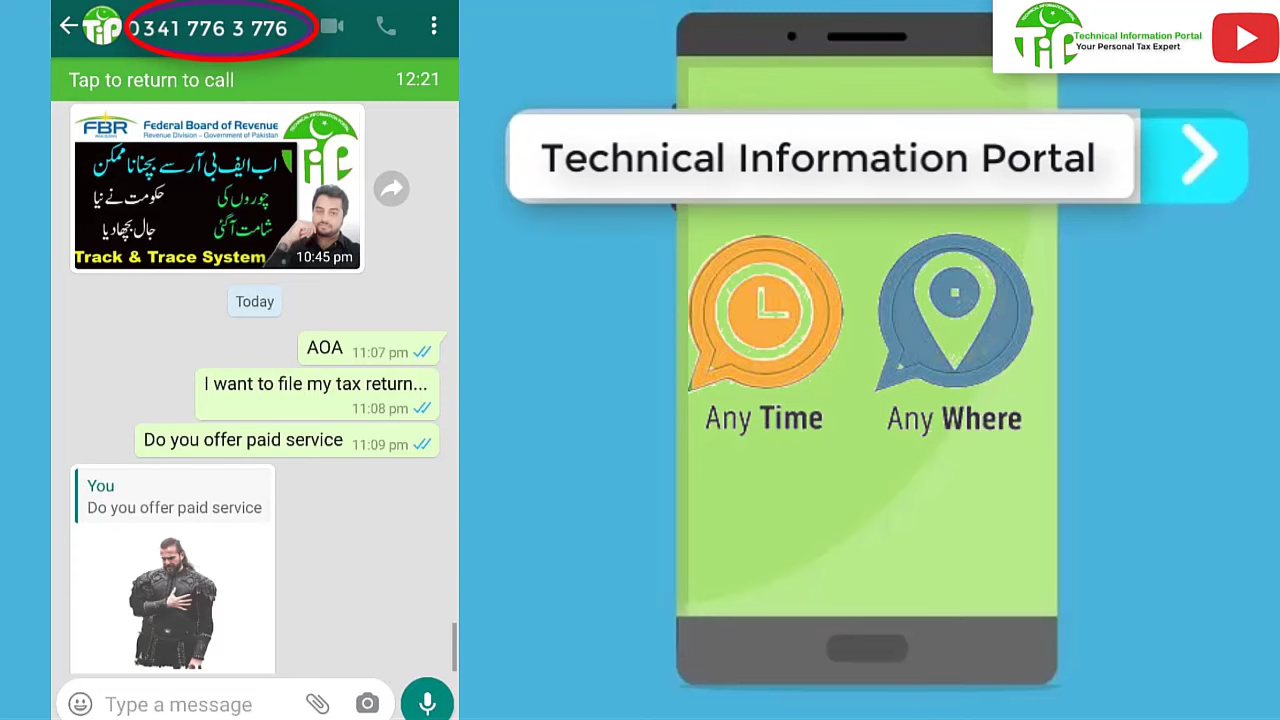 0341 776 3 776
Tap to return to call 12:21
FBR Federal Board of Revenue
Revenue Division - Government of Pakistan
اب ایف بی آر سے بچنا نا ممکن
حکومت نے نیا
چوروں کی
جال بچھا دیا
شامت آگئی
Track & Trace System 10:45 pm
Today
AOA 11:07 pm
I want to file my tax return...
11:08 pm
Do you offer paid service 11:09 pm
You
Do you offer paid service
Type a message
TiP Technical Information Portal
Your Personal Tax Expert
Technical Information Portal
Any Time
Any Where